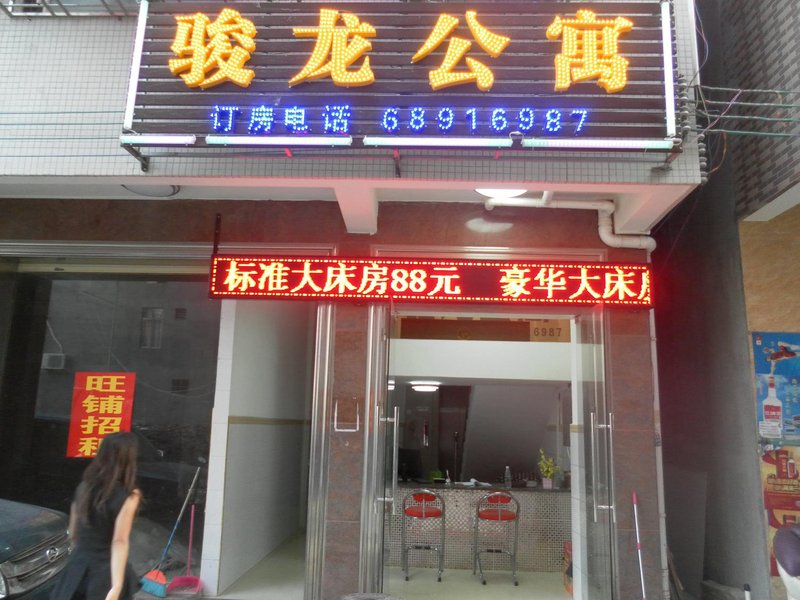 骏龙公寓
订房电话 68916987
标准大床房88元 豪华大床
6987
旺
铺
招
租